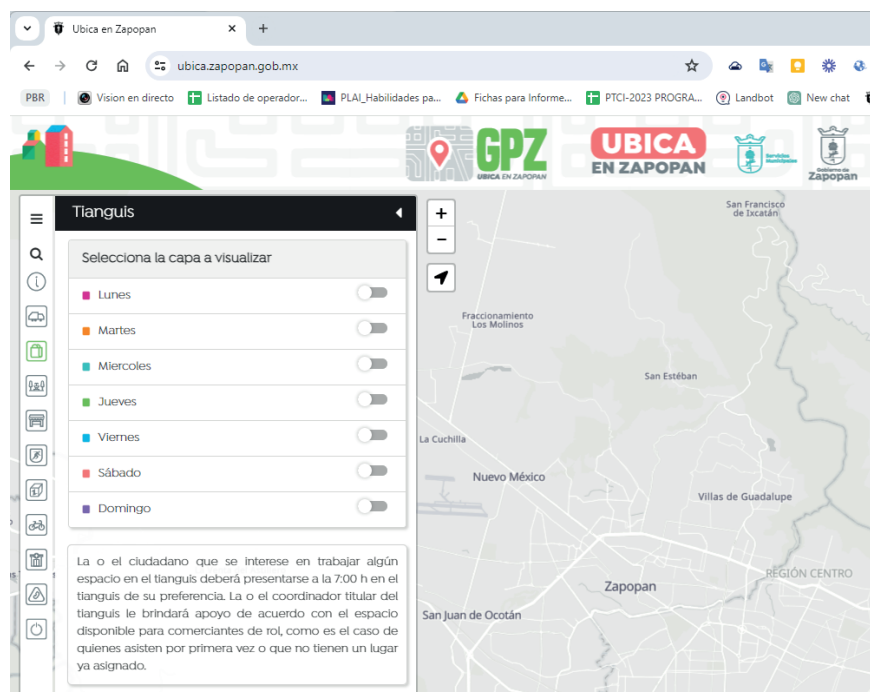 Ubica en Zapopan
ubica.zapopan.gob.mx
PBR
Vision en directo
Listado de operador...
PLAI_Habilidades pa...
Fichas para Informe...
PTCI-2023 PROGRA...
Landbot
New chat
GPZ
UBICA EN ZAPOPAN
UBICA
EN ZAPOPAN
Servicios
Municipales
Gobierno de
Zapopan
Tianguis
Selecciona la capa a visualizar
Lunes
Martes
Miercoles
Jueves
Viernes
Sábado
Domingo
La o el ciudadano que se interese en trabajar algún
espacio en el tianguis deberá presentarse a la 7:00 h en el
tianguis de su preferencia. La o el coordinador titular del
tianguis le brindará apoyo de acuerdo con el espacio
disponible para comerciantes de rol, como es el caso de
quienes asisten por primera vez o que no tienen un lugar
ya asignado.
+
−
San Francisco
de Ixcatán
Fraccionamiento
Los Molinos
San Estéban
La Cuchilla
Nuevo México
Villas de Guadalupe
REGIÓN CENTRO
Zapopan
San Juan de Ocotán